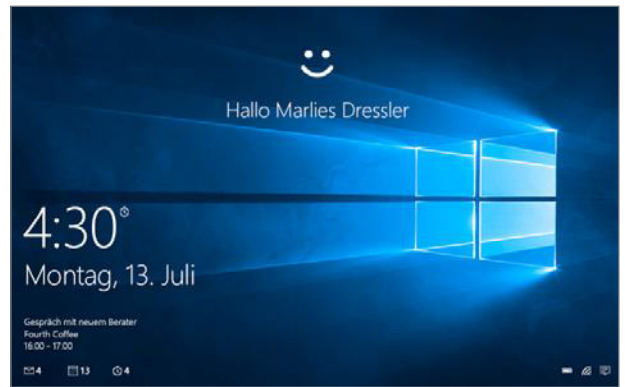 Hallo Marlies Dressler
4:30
Montag, 13. Juli
Gespräch mit neuem Berater
Fourth Coffee
16:00 - 17:00
4 13 4